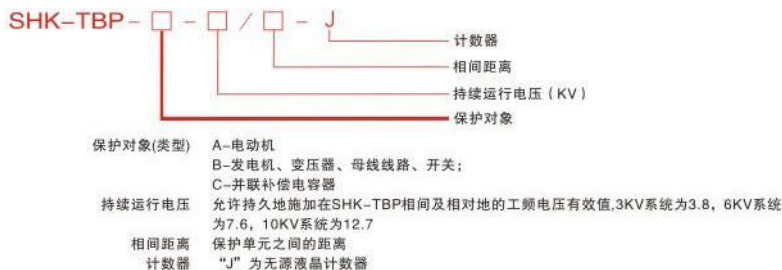 SHK-TBP-□-□/□-J
计数器
相间距离
持续运行电压（KV）
保护对象
保护对象(类型) A-电动机
B-发电机、变压器、母线线路、开关；
C-并联补偿电容器
持续运行电压 允许持久地施加在SHK-TBP相间及相对地的工频电压有效值,3KV系统为3.8，6KV系统
为7.6，10KV系统为12.7
相间距离 保护单元之间的距离
计数器 “J”为无源液晶计数器